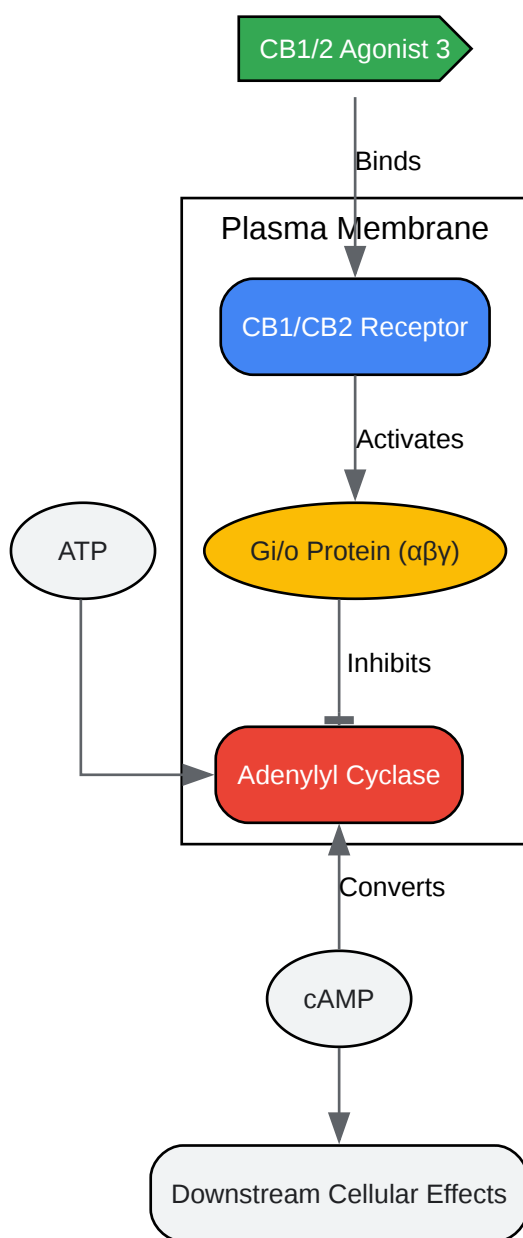 CB1/2 Agonist 3
Binds
Plasma Membrane
CB1/CB2 Receptor
Activates
ATP
Gi/o Protein (αβγ)
Inhibits
Adenylyl Cyclase
Converts
cAMP
Downstream Cellular Effects